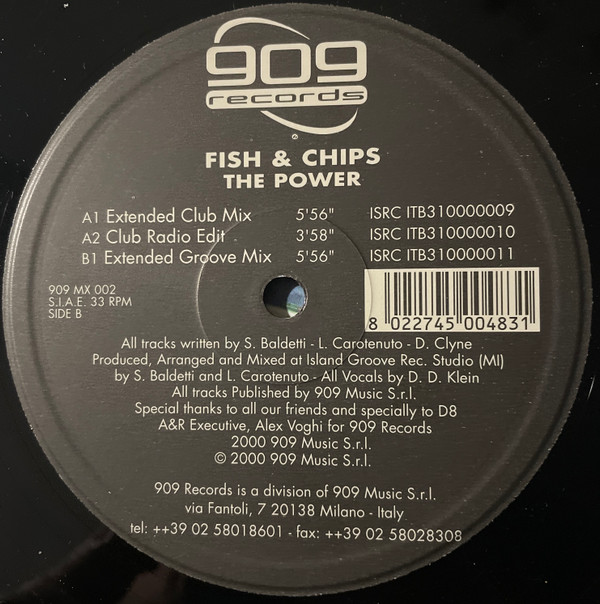 909
records
FISH & CHIPS
THE POWER
A1 Extended Club Mix 5'56" ISRC ITB310000009
A2 Club Radio Edit 3'58" ISRC ITB310000010
B1 Extended Groove Mix 5'56" ISRC ITB310000011
909 MX 002
S.I.A.E. 33 RPM
SIDE B
8 022745 004831
All tracks written by S. Baldetti - L. Carotenuto - D. Clyne
Produced, Arranged and Mixed at Island Groove Rec. Studio (MI)
by S. Baldetti and L. Carotenuto - All Vocals by D. D. Klein
All tracks Published by 909 Music S.r.l.
Special thanks to all our friends and specially to D8
A&R Executive, Alex Voghi for 909 Records
2000 909 Music S.r.l.
© 2000 909 Music S.r.l.
909 Records is a division of 909 Music S.r.l.
via Fantoli, 7 20138 Milano - Italy
tel: ++39 02 58018601 - fax: ++39 02 58028308